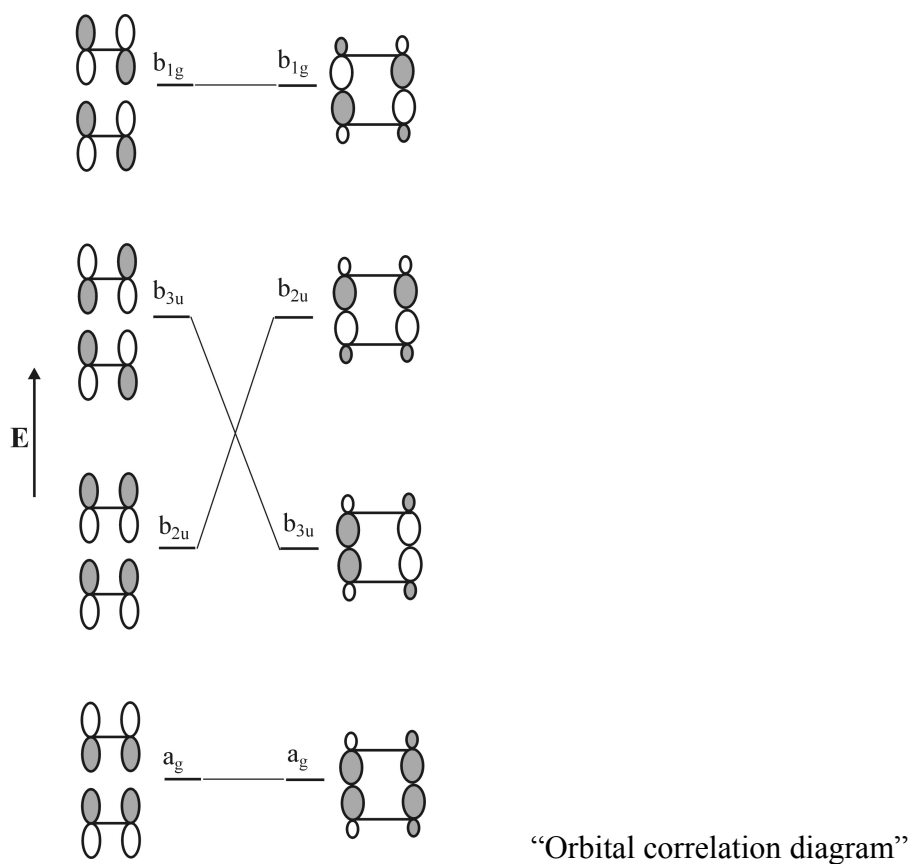 b1g b1g
b3u b2u
E
b2u b3u
ag ag
“Orbital correlation diagram”